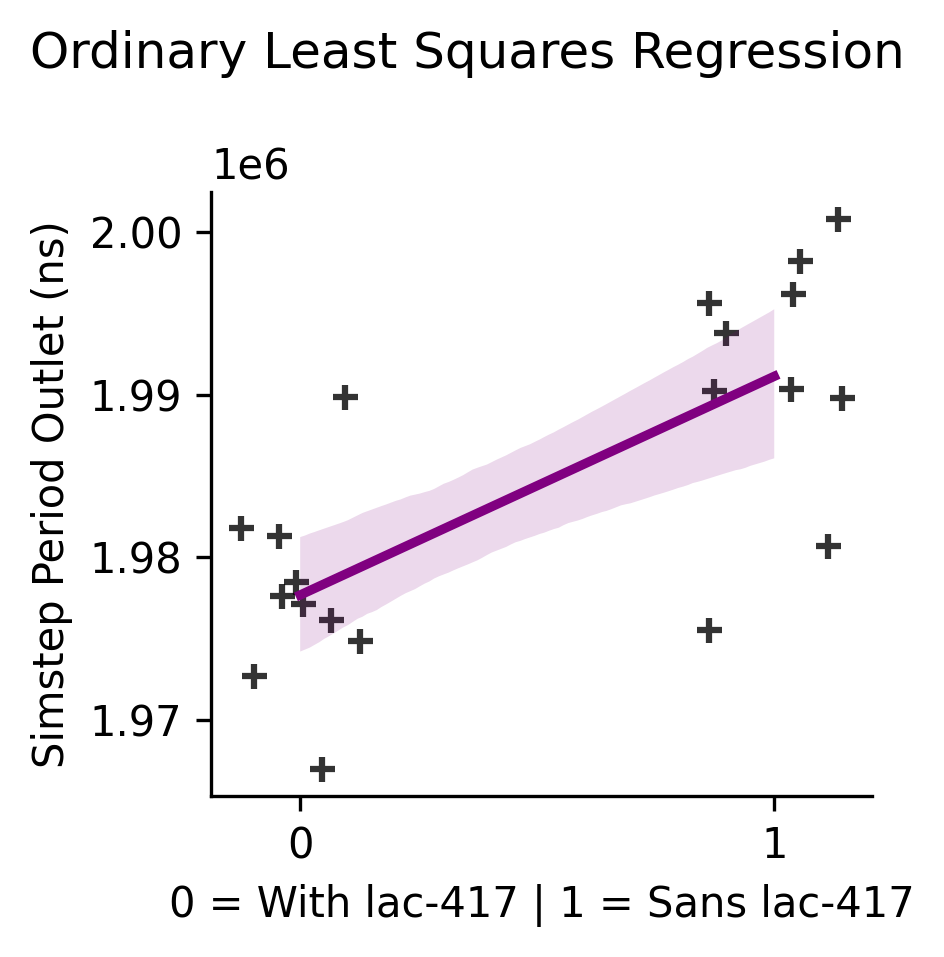 Ordinary Least Squares Regression
1e6
2.00
1.99
1.98
1.97
Simstep Period Outlet (ns)
0 1
0 = With lac-417 | 1 = Sans lac-417